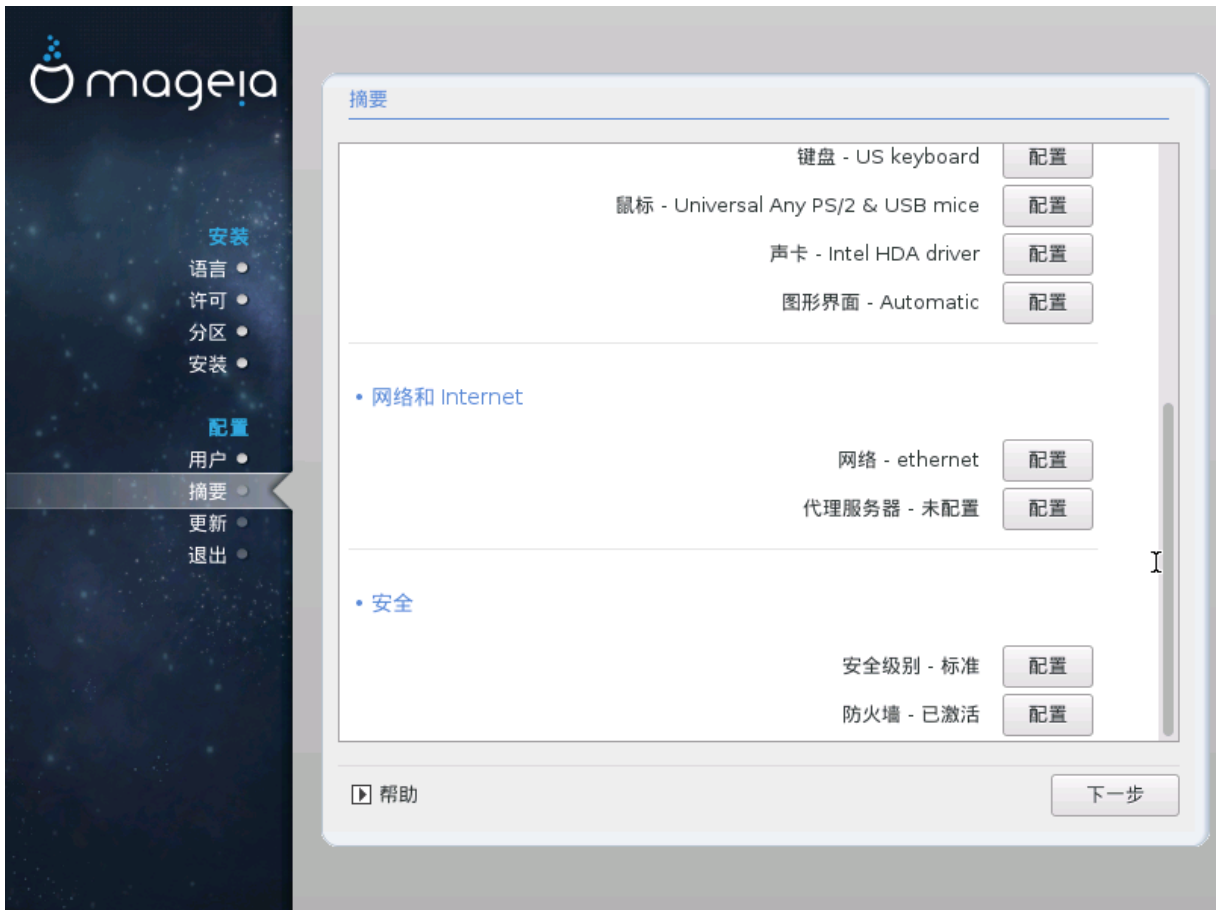 mageia
安装
语言
许可
分区
安装
配置
用户
摘要
更新
退出
摘要
键盘 - US keyboard 配置
鼠标 - Universal Any PS/2 & USB mice 配置
声卡 - Intel HDA driver 配置
图形界面 - Automatic 配置
• 网络和 Internet
网络 - ethernet 配置
代理服务器 - 未配置 配置
• 安全
安全级别 - 标准 配置
防火墙 - 已激活 配置
帮助 下一步